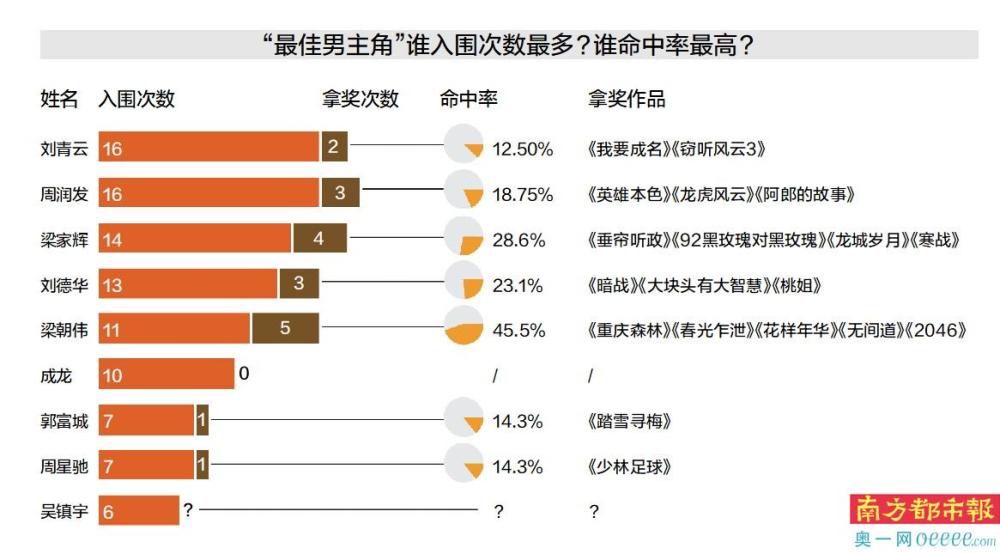 “最佳男主角”谁入围次数最多?谁命中率最高?
姓名 入围次数 拿奖次数 命中率 拿奖作品
刘青云 16 2 12.50% 《我要成名》《窃听风云3》
周润发 16 3 18.75% 《英雄本色》《龙虎风云》《阿郎的故事》
梁家辉 14 4 28.6% 《垂帘听政》《92黑玫瑰对黑玫瑰》《龙城岁月》《寒战》
刘德华 13 3 23.1% 《暗战》《大块头有大智慧》《桃姐》
梁朝伟 11 5 45.5% 《重庆森林》《春光乍泄》《花样年华》《无间道》《2046》
成龙 10 0 / /
郭富城 7 1 14.3% 《踏雪寻梅》
周星驰 7 1 14.3% 《少林足球》
吴镇宇 6 ? ? ?
南方都市報
奥一网oeeee.com